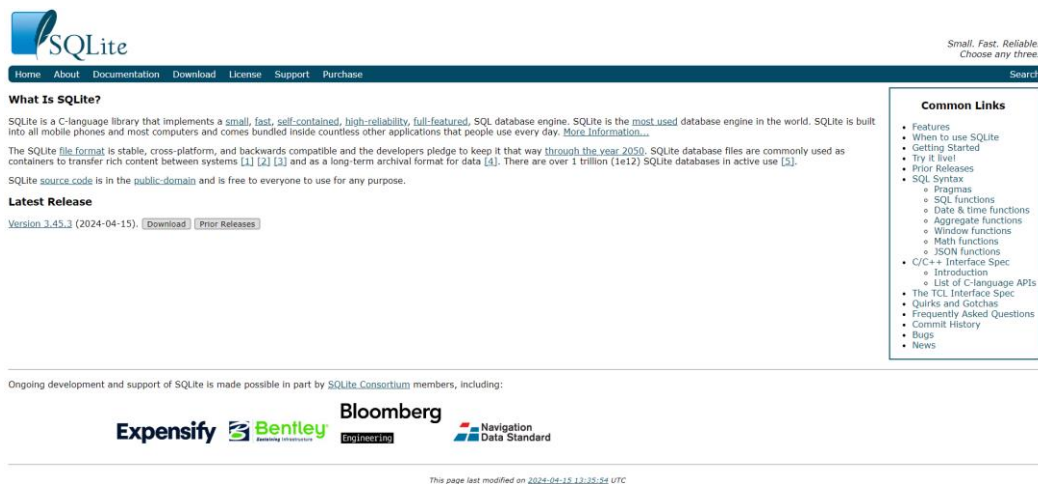 SQLite
Small. Fast. Reliable.
Choose any three.
Home About Documentation Download License Support Purchase Search
What Is SQLite?
SQLite is a C-language library that implements a small, fast, self-contained, high-reliability, full-featured, SQL database engine. SQLite is the most used database engine in the world. SQLite is built
into all mobile phones and most computers and comes bundled inside countless other applications that people use every day. More Information...
The SQLite file format is stable, cross-platform, and backwards compatible and the developers pledge to keep it that way through the year 2050. SQLite database files are commonly used as
containers to transfer rich content between systems [1] [2] [3] and as a long-term archival format for data [4]. There are over 1 trillion (1e12) SQLite databases in active use [5].
SQLite source code is in the public-domain and is free to everyone to use for any purpose.
Latest Release
Version 3.45.3 (2024-04-15). Download Prior Releases
Common Links
Features
When to use SQLite
Getting Started
Try it live!
Prior Releases
SQL Syntax
Pragmas
SQL functions
Date & time functions
Aggregate functions
Window functions
Math functions
JSON functions
C/C++ Interface Spec
Introduction
List of C-language APIs
The TCL Interface Spec
Quirks and Gotchas
Frequently Asked Questions
Commit History
Bugs
News
Ongoing development and support of SQLite is made possible in part by SQLite Consortium members, including:
Expensify
Bentley
Sustaining Infrastructure
Bloomberg
Engineering
Navigation
Data Standard
This page last modified on 2024-04-15 13:35:54 UTC